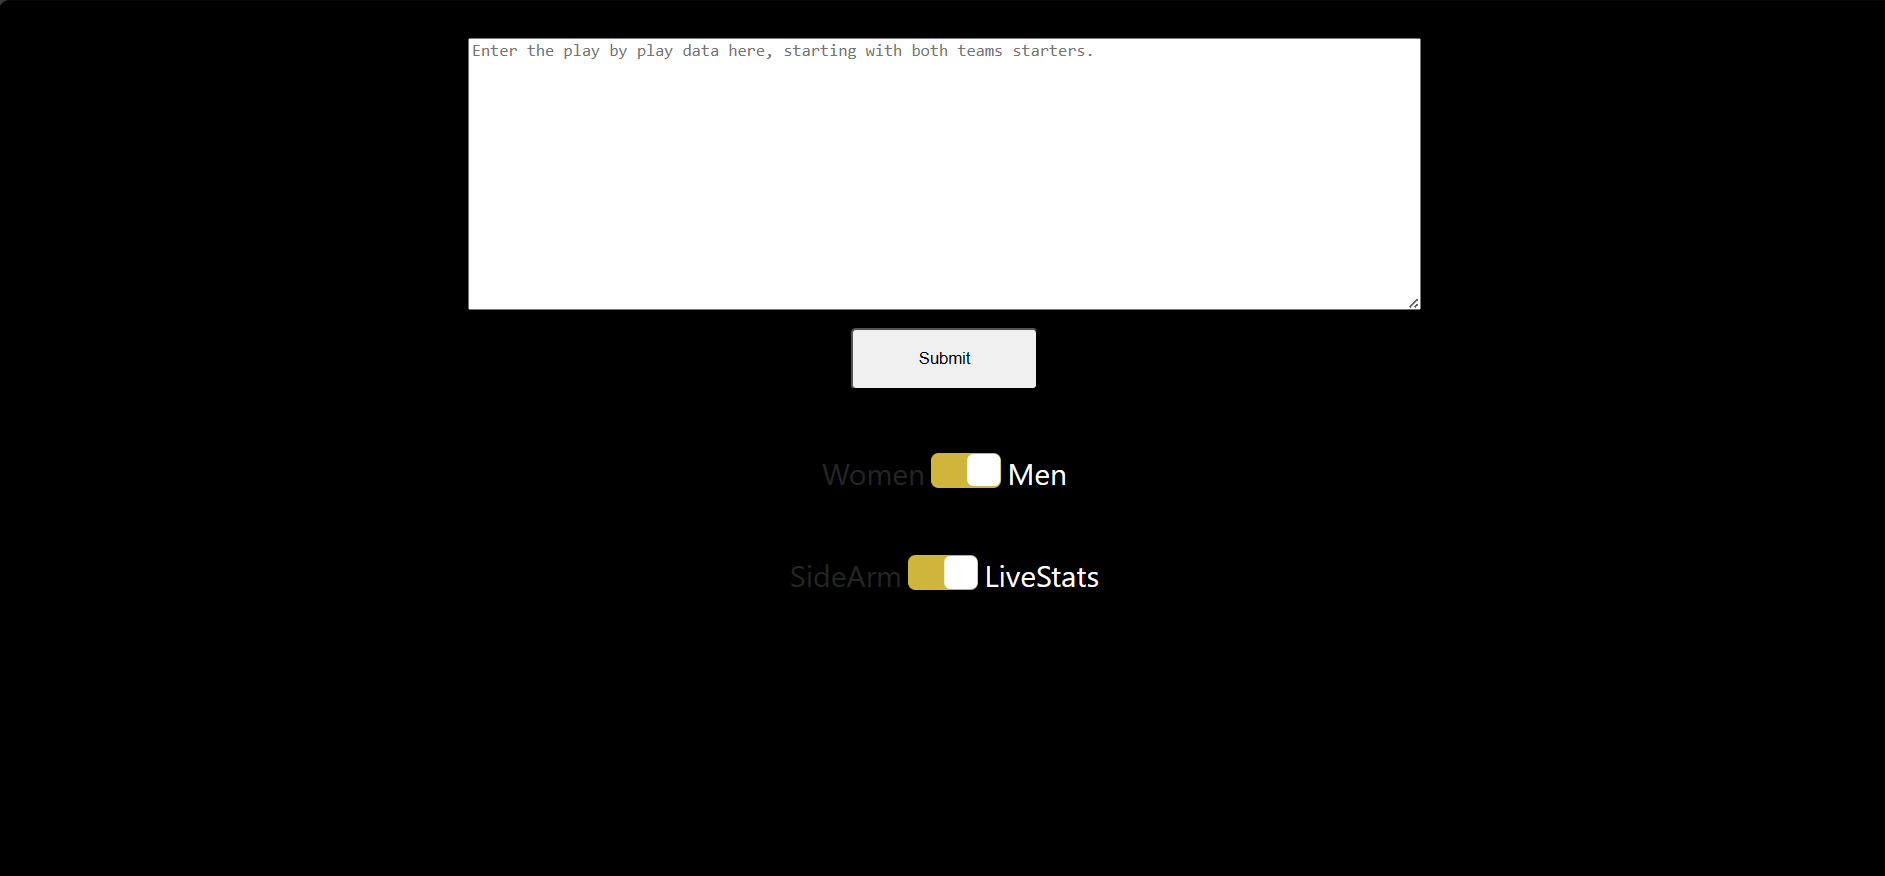 Enter the play by play data here, starting with both teams starters.
Submit
Women Men
SideArm LiveStats